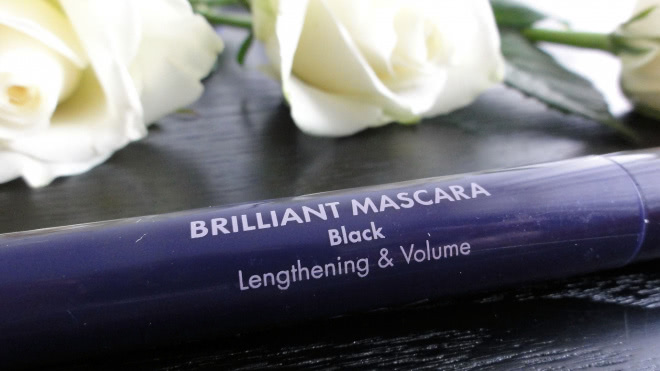 BRILLIANT MASCARA
Black
Lengthening & Volume